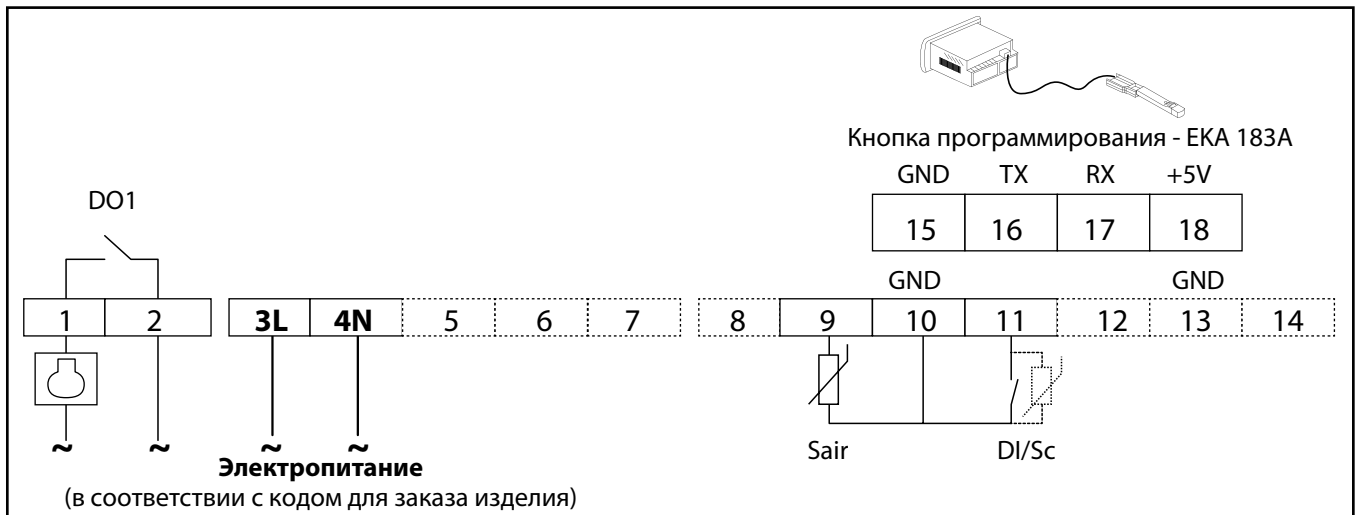 Кнопка программирования - EKA 183A
GND TX RX +5V
DO1
15 16 17 18
GND GND
1 2 3L 4N 5 6 7 8 9 10 11 12 13 14
~ ~ ~ ~
Sair DI/Sc
Электропитание
(в соответствии с кодом для заказа изделия)